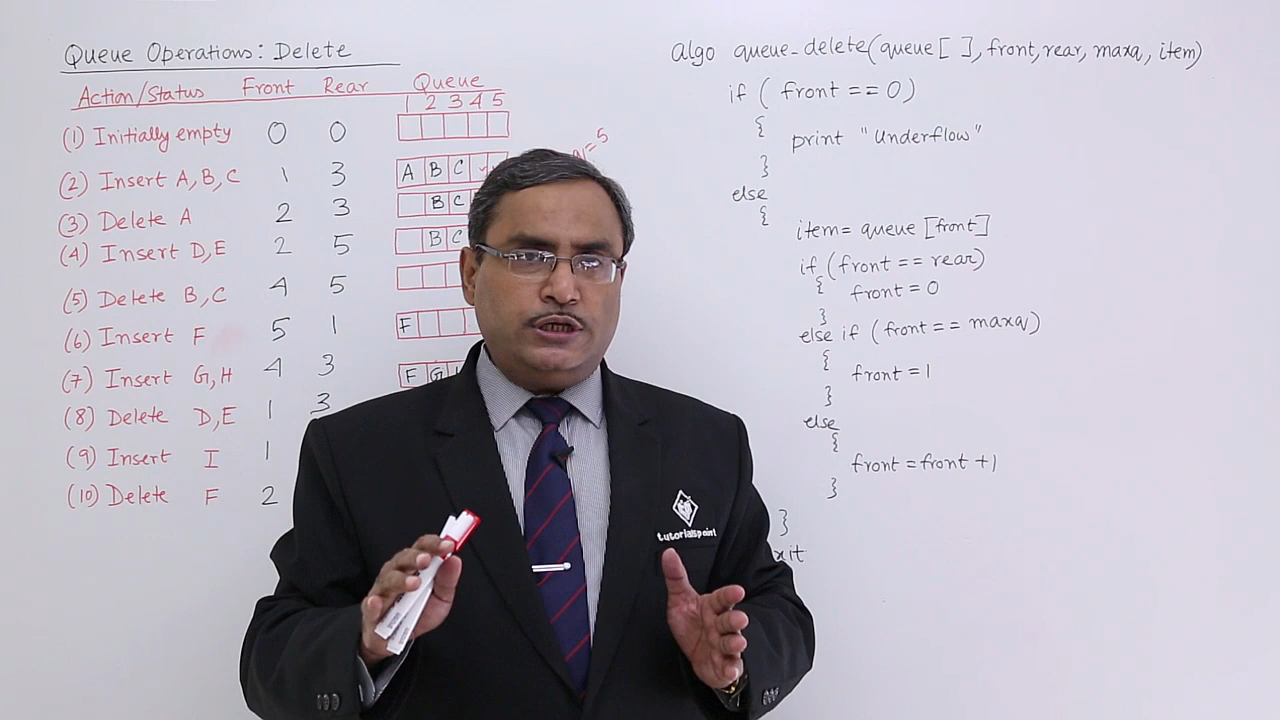 Queue Operations: Delete
Action/Status Front Rear Queue
1 2 3 4 5
(1) Initially empty 0 0
=5
(2) Insert A, B, C 1 3 A B C
(3) Delete A 2 3 B C
(4) Insert D, E 2 5 B C
(5) Delete B, C 4 5
(6) Insert F 5 1 F
(7) Insert G, H 4 3 F G
(8) Delete D, E 1 3
(9) Insert I 1
(10) Delete F 2
algo queue_delete(queue[ ], front, rear, maxq, item)
if ( front == 0)
{
print "Underflow"
}
else
{
item= queue [front]
if (front == rear)
{ front = 0
}
else if (front == maxq)
{
front =1
}
else
{
front = front +1
}
}
xit
tutorialspoint